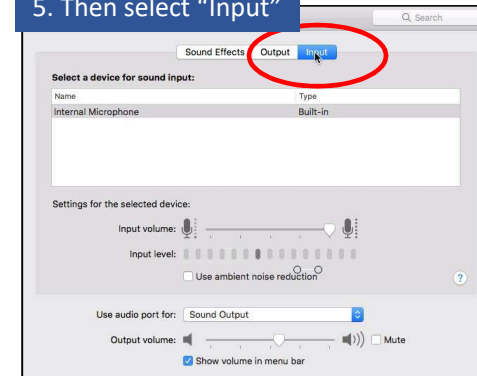 5. Then select “Input”
Search
Sound Effects Output Input
Select a device for sound input:
Name Type
Internal Microphone Built-in
Settings for the selected device:
Input volume:
Input level:
Use ambient noise reduction
?
Use audio port for: Sound Output
Output volume: Mute
Show volume in menu bar